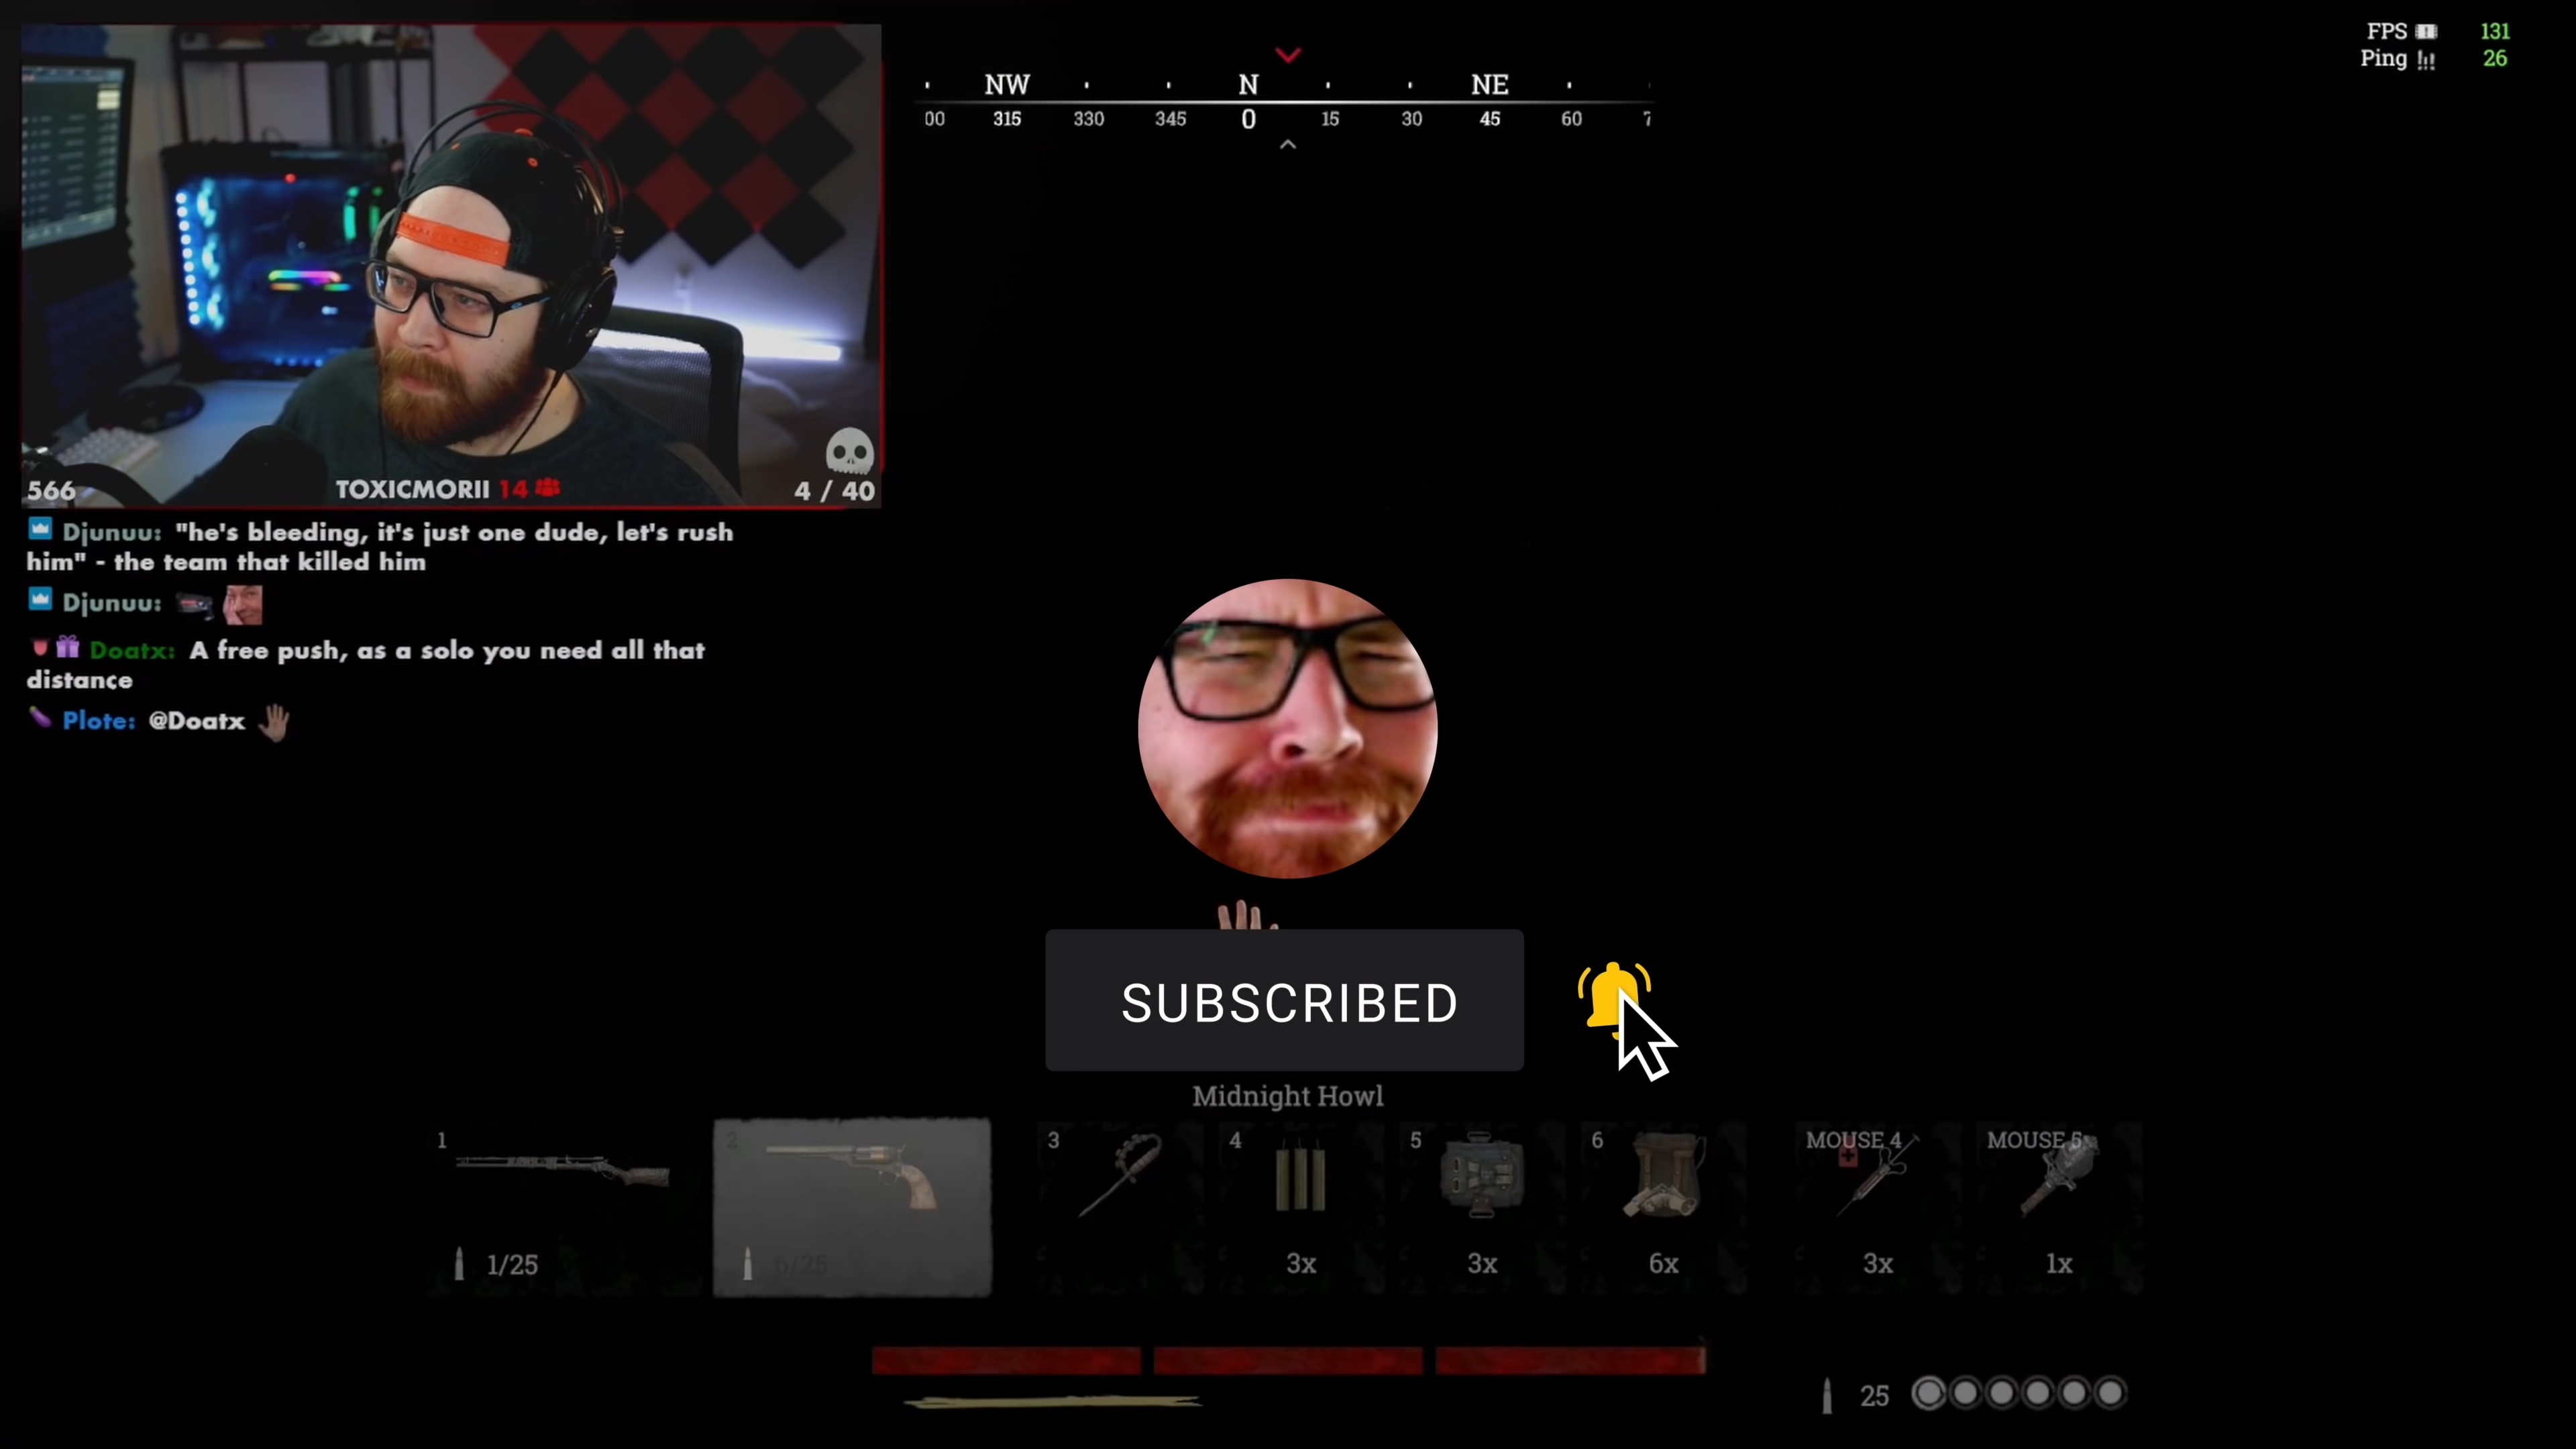 FPS 131
Ping 26
NW N NE
00 315 330 345 0 15 30 45 60
566 TOXICMORII 14 4 / 40
Djunuu: "he's bleeding, it's just one dude, let's rush
him" - the team that killed him
Djunuu:
Doatx: A free push, as a solo you need all that
distance
Plote: @Doatx
SUBSCRIBED
Midnight Howl
1 2 3 4 5 6 MOUSE 4 MOUSE 5
1/25 6/25 3x 3x 6x 3x 1x
25